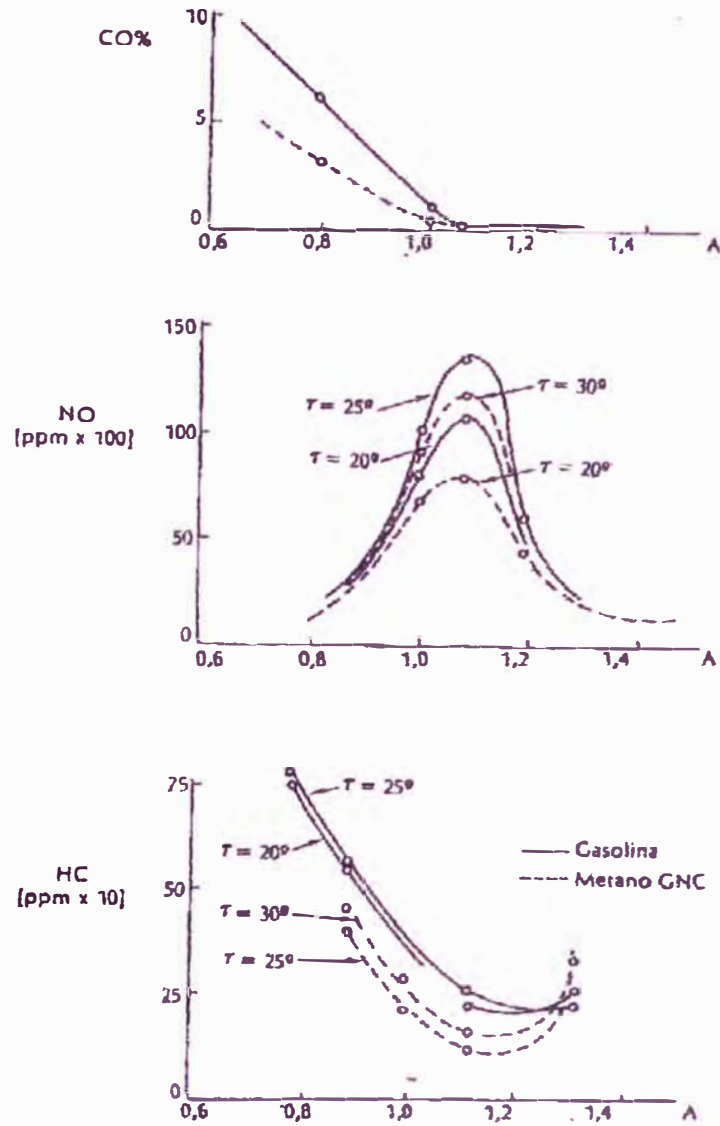 10
CO%
5
0
0,6 0,8 1,0 1,2 1,4 A
150
NO
[ppm x 100]
100
50
0
τ = 25º
τ = 30º
τ = 20º
τ = 20º
0,6 0,8 1,0 1,2 1,4 A
75
HC
[ppm x 10]
50
25
0
τ = 25º
τ = 20º
τ = 30º
τ = 25º
Gasolina
Metano GNC
0,6 0,8 1,0 1,2 1,4 A